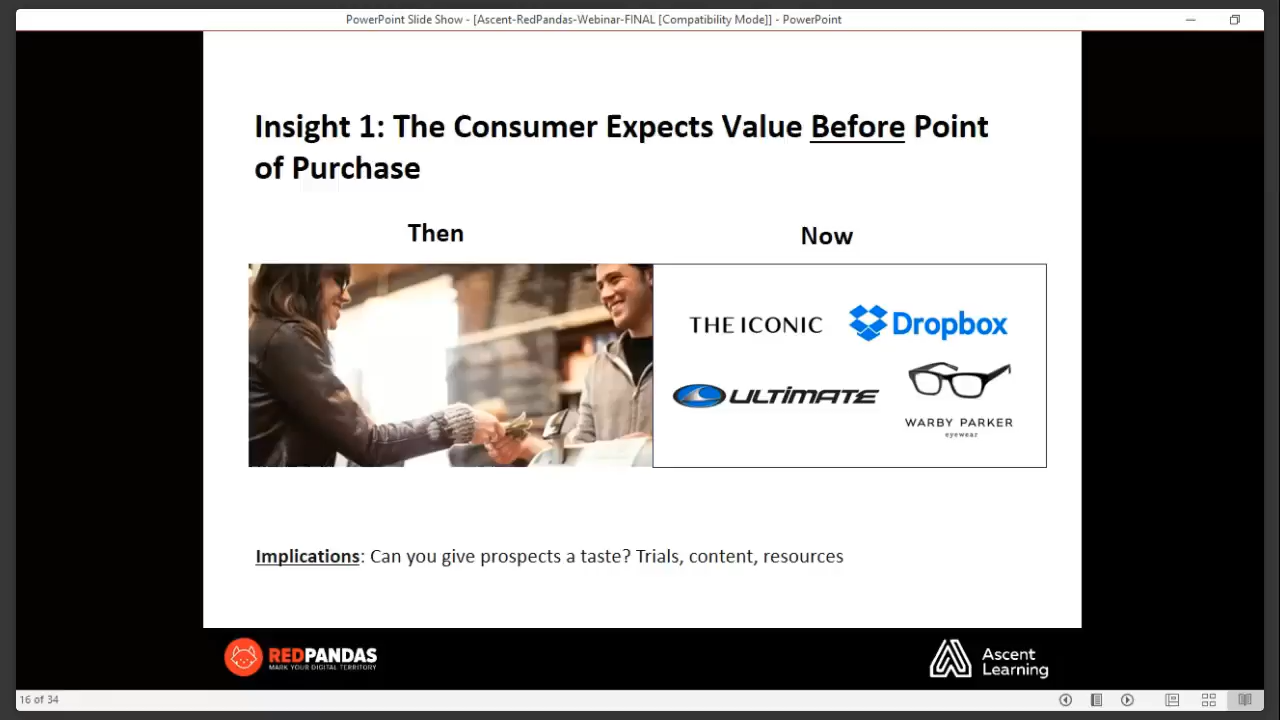 PowerPoint Slide Show - [Ascent-RedPandas-Webinar-FINAL [Compatibility Mode]] - PowerPoint
Insight 1: The Consumer Expects Value Before Point
of Purchase
Then
Now
THE ICONIC
Dropbox
ULTIMATE
WARBY PARKER
eyewear
Implications: Can you give prospects a taste? Trials, content, resources
REDPANDAS
MARK YOUR DIGITAL TERRITORY
Ascent
Learning
16 of 34